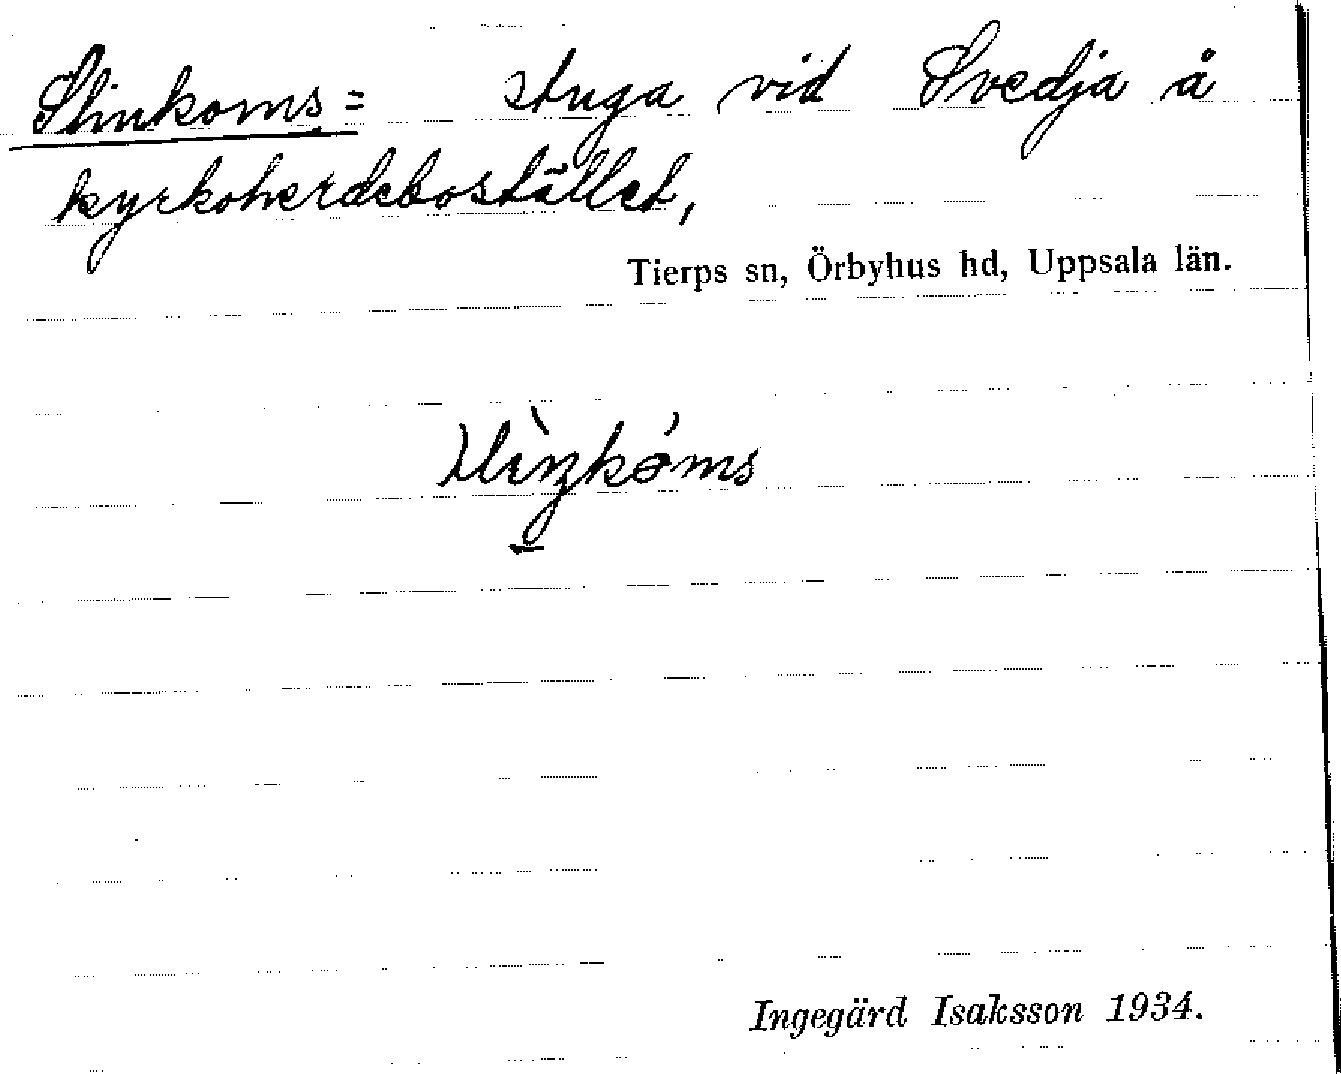 Slinkoms = stuga vid Svedja å
kyrkoherdebostället,
Tierps sn, Örbyhus hd, Uppsala län.
Ingegärd Isaksson 1934.